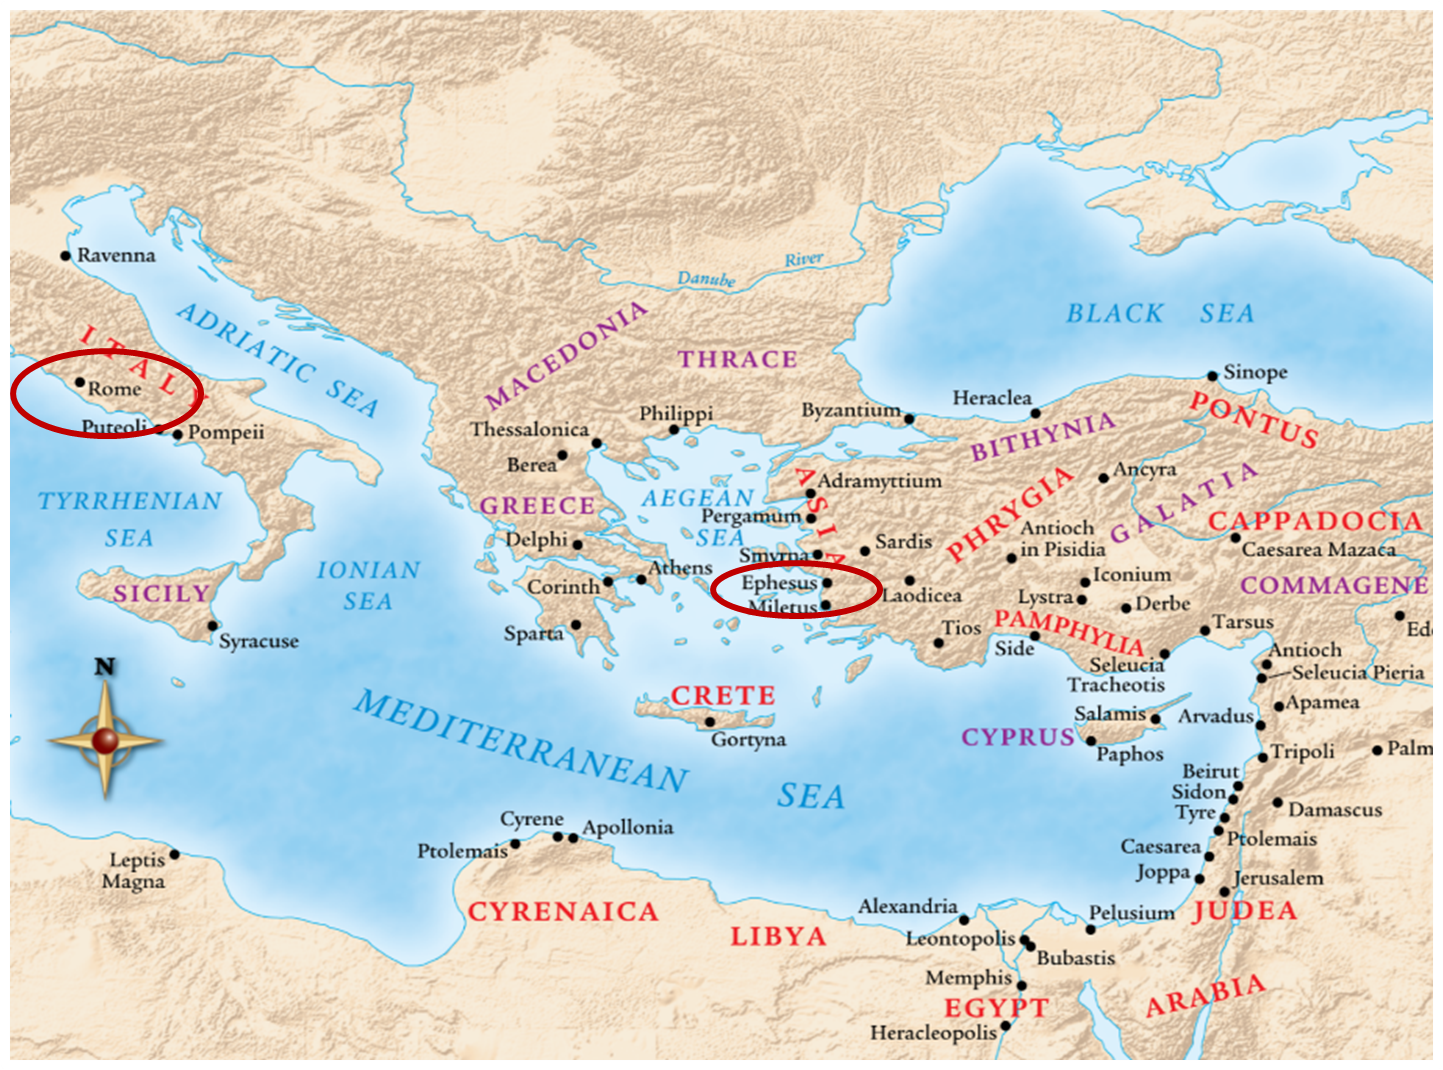 Danube River
Ravenna
ADRIATIC SEA
MACEDONIA
THRACE
BLACK SEA
ITALY
Rome
Puteoli
Pompeii
Sinope
Heraclea
Byzantium
PONTUS
BITHYNIA
Philippi
Thessalonica
Berea
GREECE
AEGEAN
SEA
ASIA
Adramyttium
Pergamum
PHRYGIA
Ancyra
GALATIA
CAPPADOCIA
Caesarea Mazaca
TYRRHENIAN
SEA
Delphi
Athens
Corinth
Sparta
Smyrna
Sardis
Ephesus
Miletus
Laodicea
Antioch
in Pisidia
Iconium
Lystra
Derbe
COMMAGENE
IONIAN
SEA
SICILY
Syracuse
Tios
PAMPHYLIA
Side
Seleucia
Tracheotis
Tarsus
Antioch
Seleucia Pieria
Ede
N
MEDITERRANEAN SEA
CRETE
Gortyna
CYPRUS
Salamis
Paphos
Arvadus
Apamea
Tripoli
Palm
Beirut
Sidon
Tyre
Damascus
Ptolemais
Caesarea
Joppa
Jerusalem
JUDEA
Leptis
Magna
Ptolemais
Cyrene
Apollonia
CYRENAICA
LIBYA
Alexandria
Pelusium
Leontopolis
Bubastis
Memphis
EGYPT
Heracleopolis
ARABIA